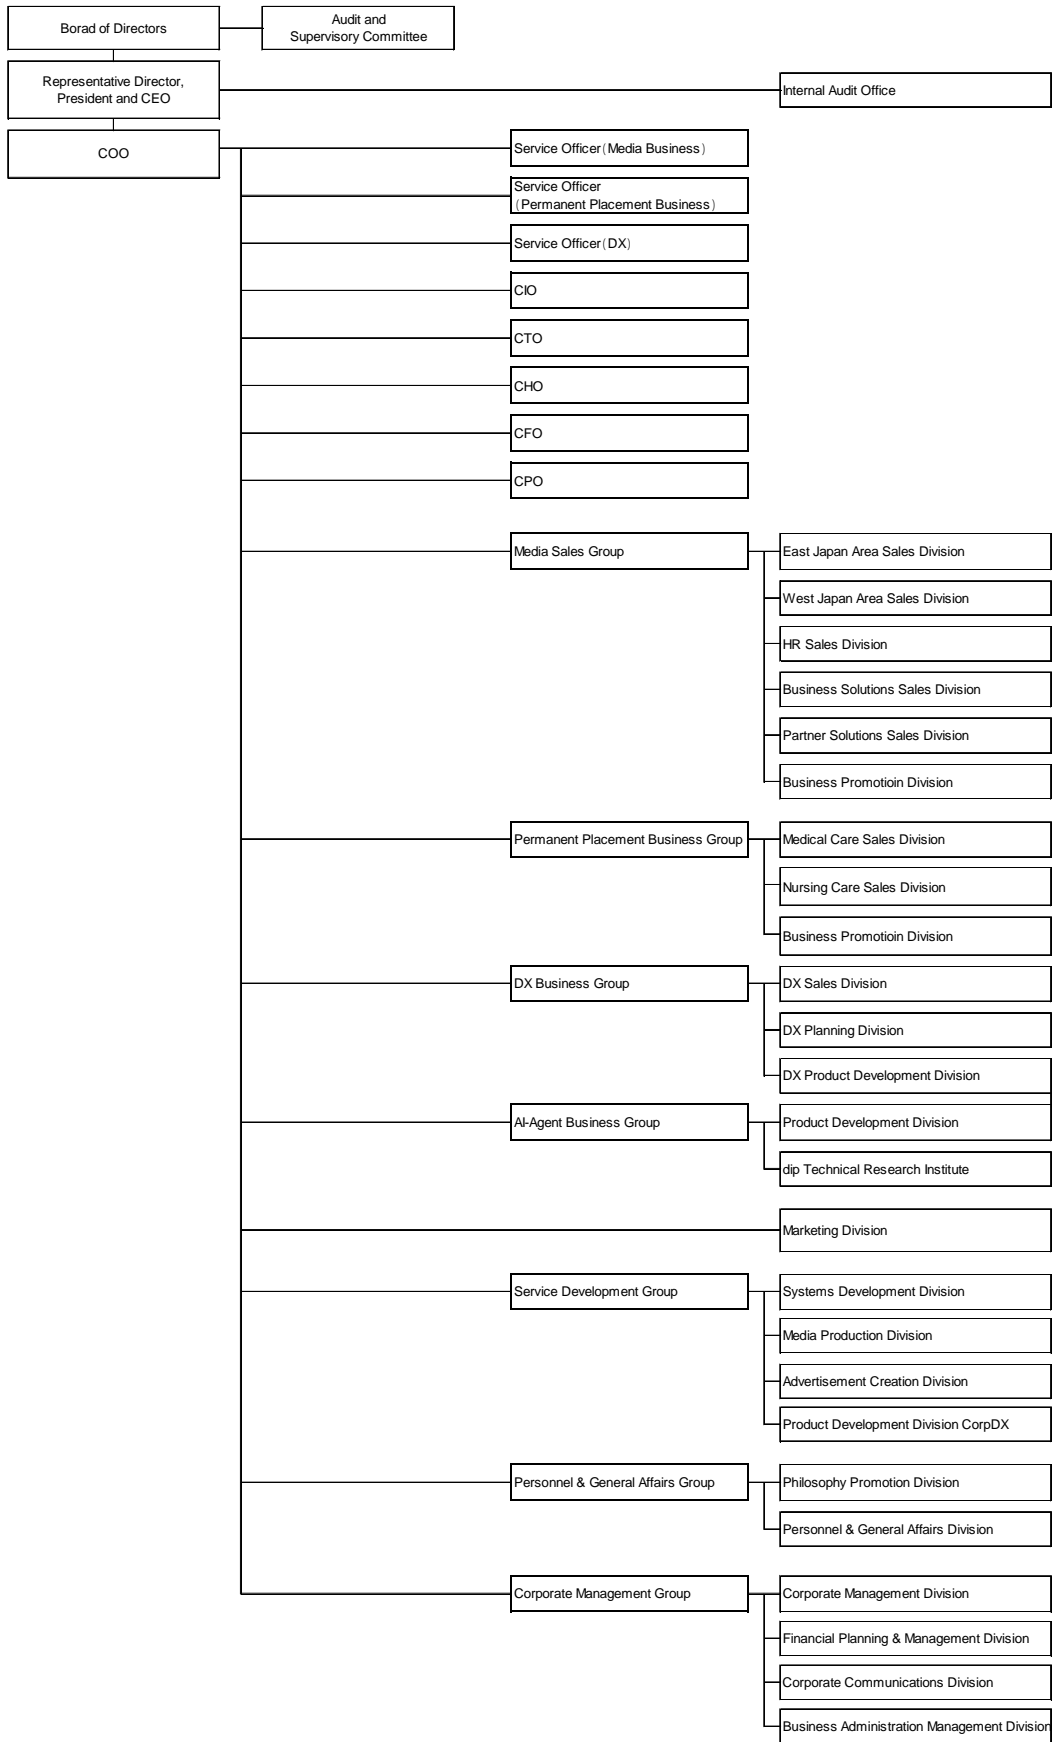 Borad of Directors
Audit and
Supervisory Committee
Representative Director,
President and CEO
Internal Audit Office
COO
Service Officer(Media Business)
Service Officer
(Permanent Placement Business)
Service Officer(DX)
CIO
CTO
CHO
CFO
CPO
Media Sales Group
East Japan Area Sales Division
West Japan Area Sales Division
HR Sales Division
Business Solutions Sales Division
Partner Solutions Sales Division
Business Promotioin Division
Permanent Placement Business Group
Medical Care Sales Division
Nursing Care Sales Division
Business Promotioin Division
DX Business Group
DX Sales Division
DX Planning Division
DX Product Development Division
AI-Agent Business Group
Product Development Division
dip Technical Research Institute
Marketing Division
Service Development Group
Systems Development Division
Media Production Division
Advertisement Creation Division
Product Development Division CorpDX
Personnel & General Affairs Group
Philosophy Promotion Division
Personnel & General Affairs Division
Corporate Management Group
Corporate Management Division
Financial Planning & Management Division
Corporate Communications Division
Business Administration Management Division